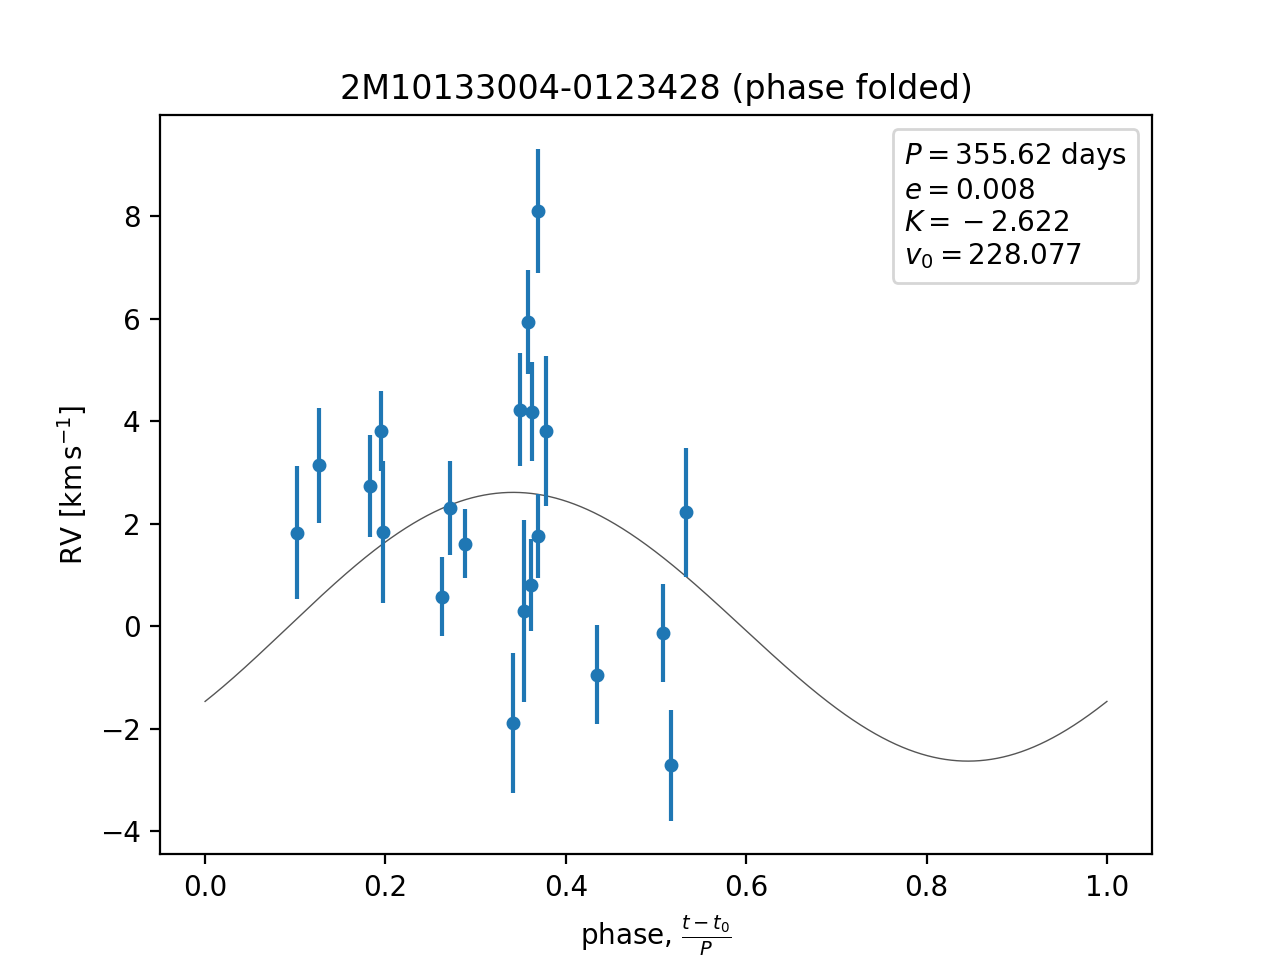 2M10133004-0123428 (phase folded)
P = 355.62 days
e = 0.008
K = −2.622
v₀ = 228.077
8
6
4
2
0
−2
−4
RV [km s⁻¹]
0.0 0.2 0.4 0.6 0.8 1.0
phase, (t − t₀)/P